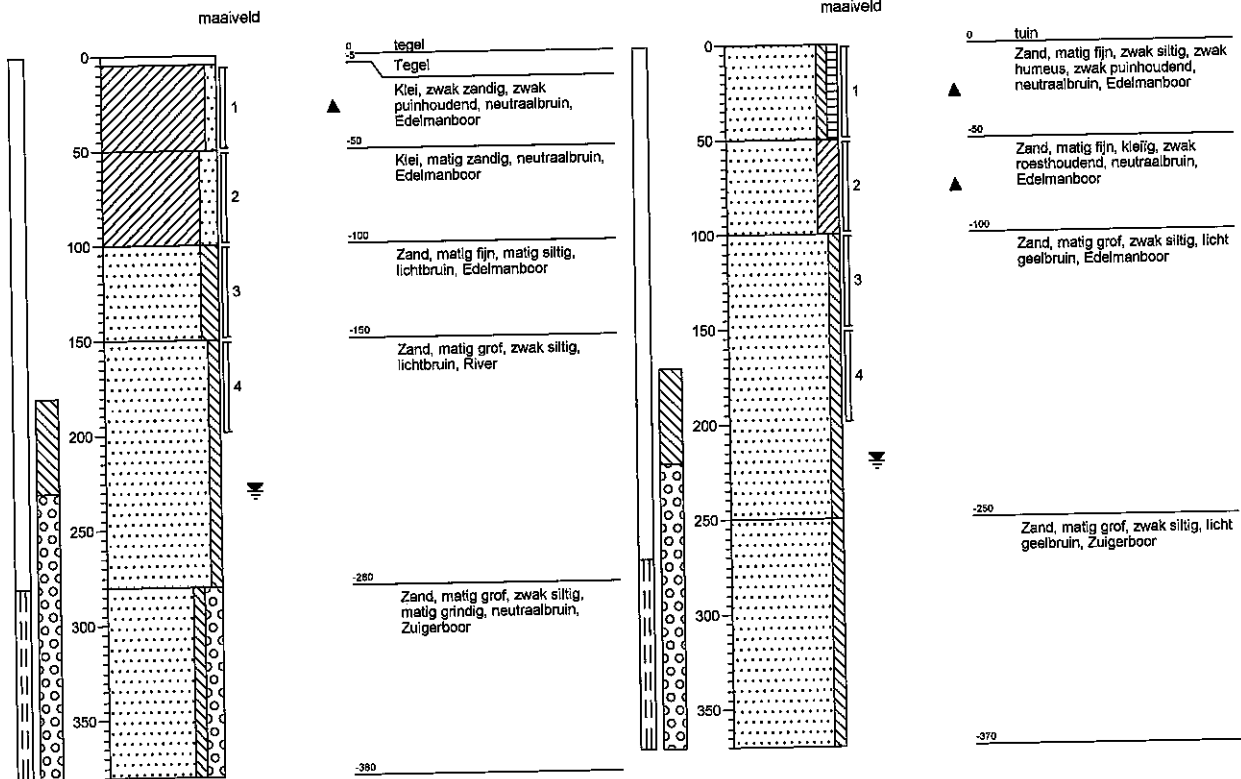 maaiveld
0
50
100
150
200
250
300
350
1
2
3
4
0 tegel
-5
Tegel
Klei, zwak zandig, zwak
puinhoudend, neutraalbruin,
Edelmanboor
-50
Klei, matig zandig, neutraalbruin,
Edelmanboor
-100
Zand, matig fijn, matig siltig,
lichtbruin, Edelmanboor
-150
Zand, matig grof, zwak siltig,
lichtbruin, River
-280
Zand, matig grof, zwak siltig,
matig grindig, neutraalbruin,
Zuigerboor
-380
maaiveld
0
50
100
150
200
250
300
350
1
2
3
4
0 tuin
Zand, matig fijn, zwak siltig, zwak
humeus, zwak puinhoudend,
neutraalbruin, Edelmanboor
-50
Zand, matig fijn, kleiïg, zwak
roesthoudend, neutraalbruin,
Edelmanboor
-100
Zand, matig grof, zwak siltig, licht
geelbruin, Edelmanboor
-250
Zand, matig grof, zwak siltig, licht
geelbruin, Zuigerboor
-370